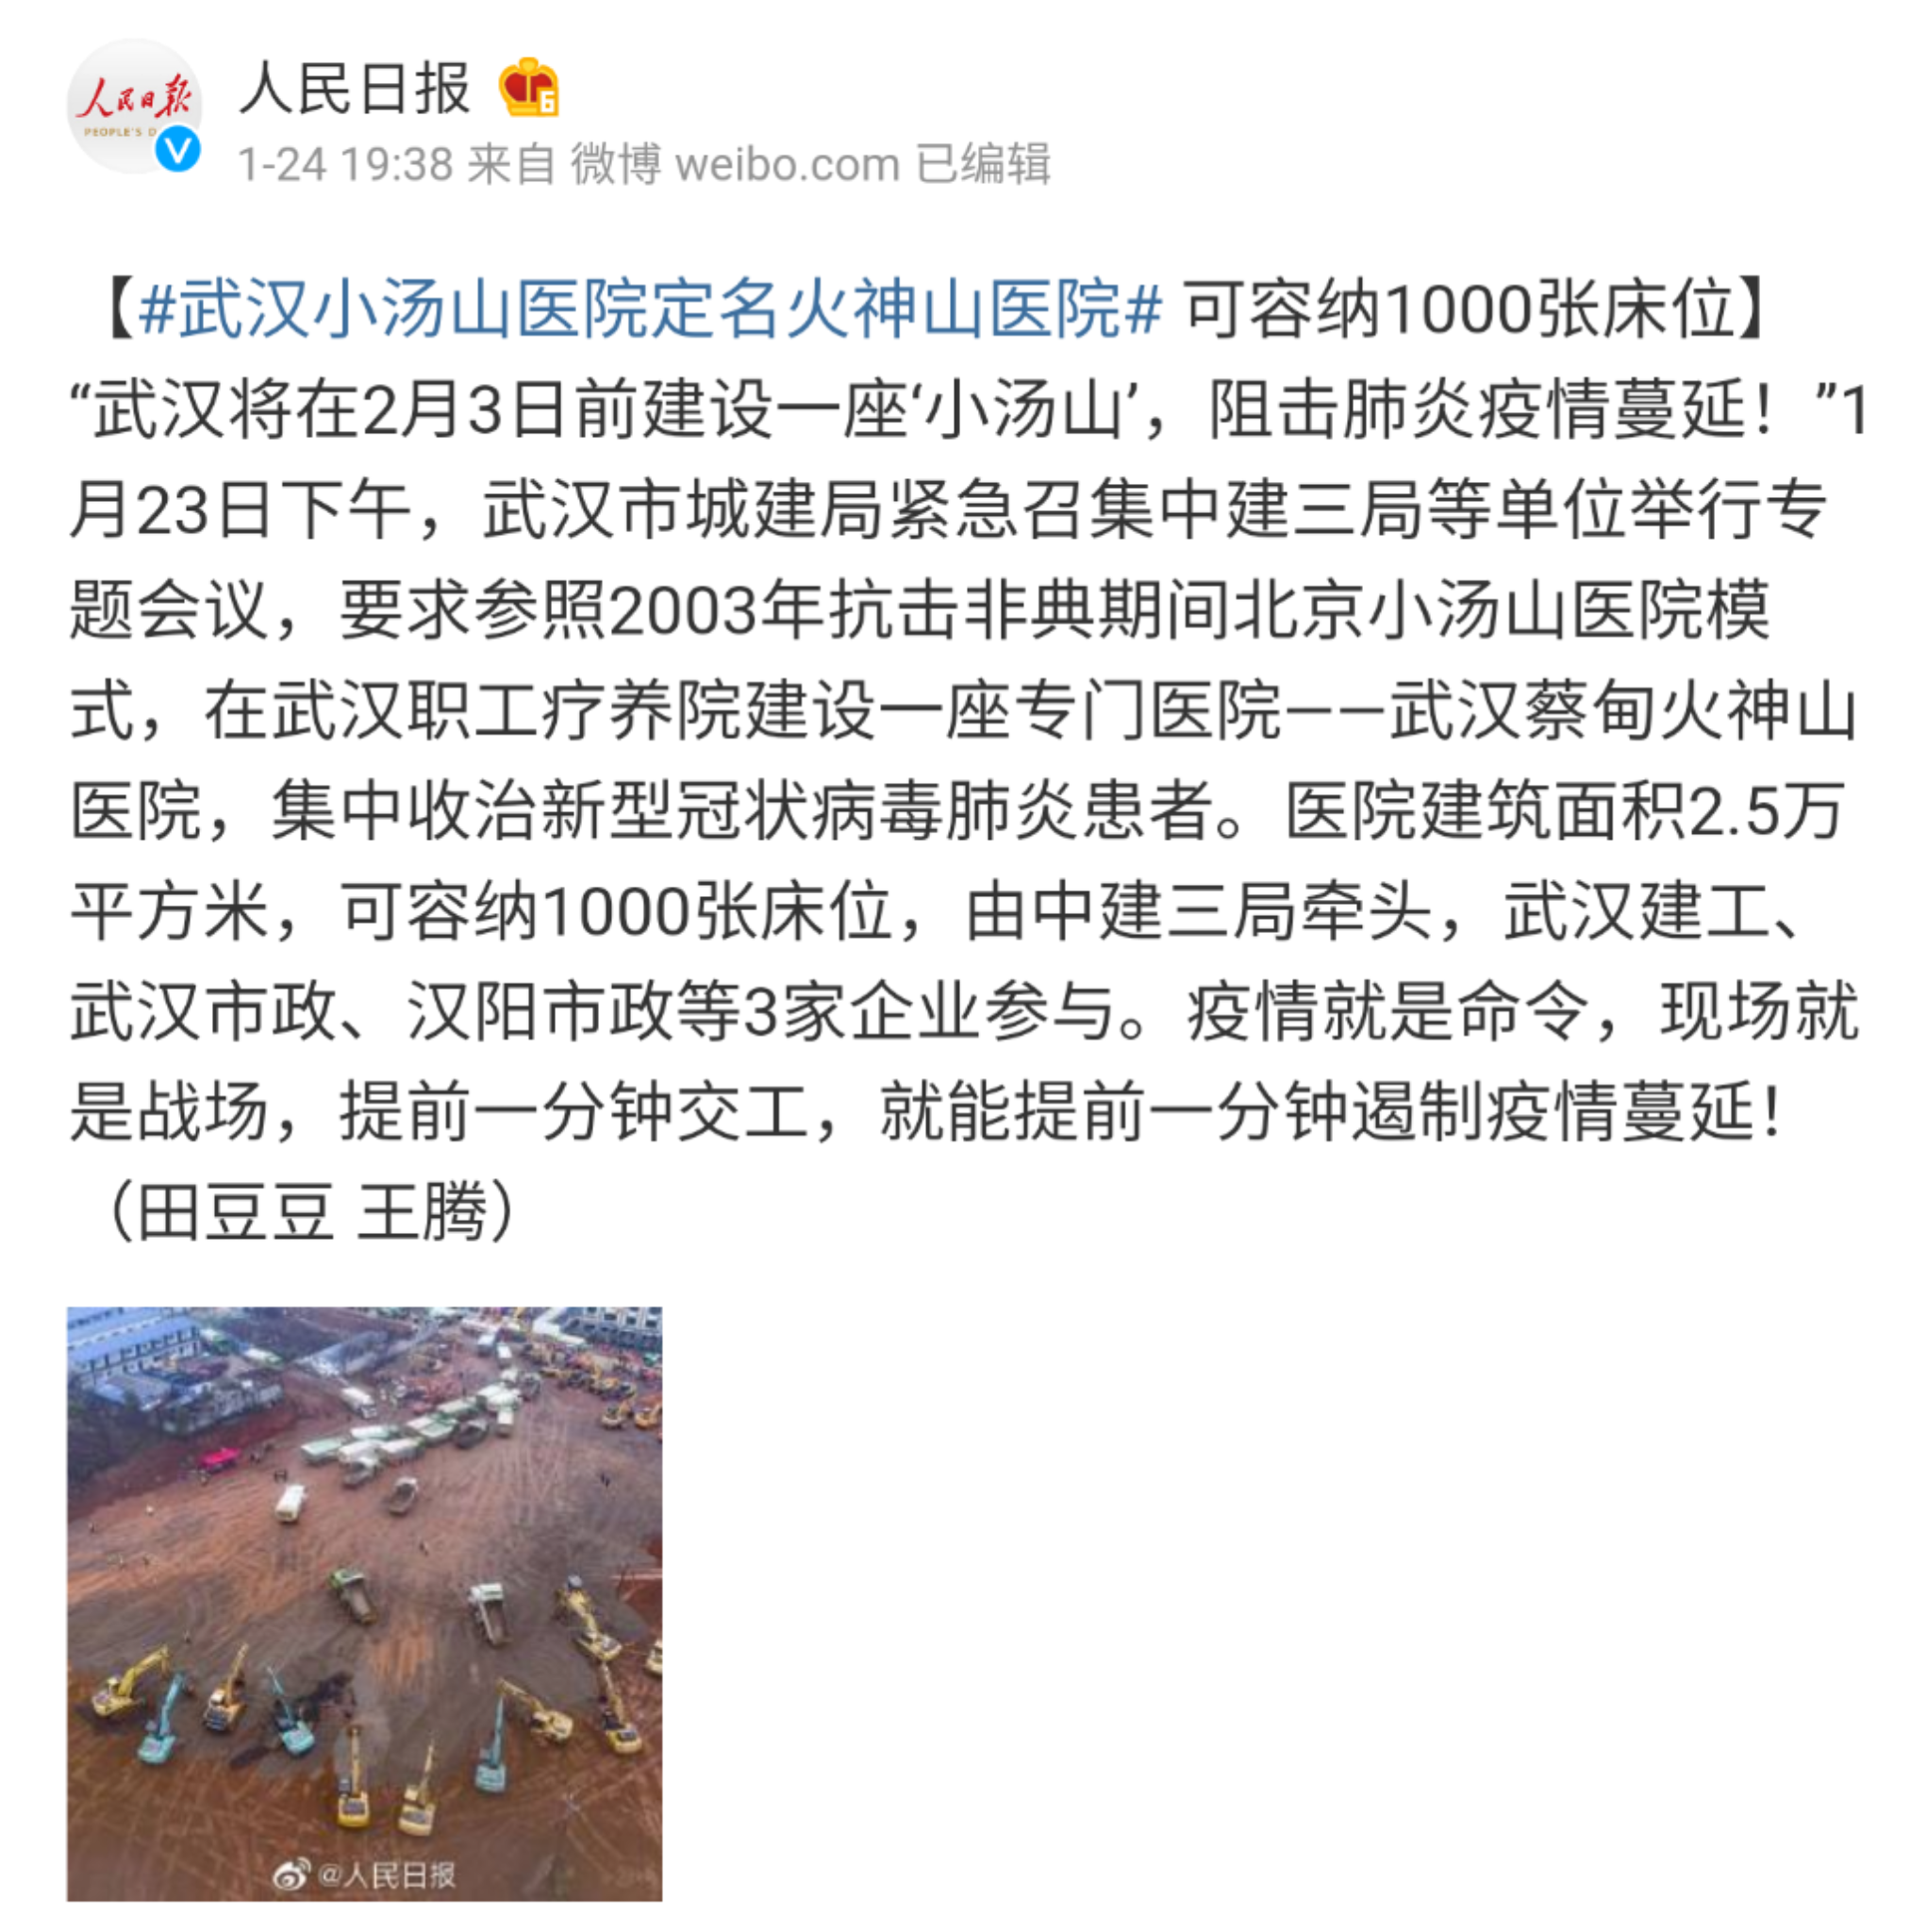 人民日报
PEOPLE'S D
人民日报 6
1-24 19:38 来自 微博 weibo.com 已编辑
【#武汉小汤山医院定名火神山医院# 可容纳1000张床位】
“武汉将在2月3日前建设一座‘小汤山’，阻击肺炎疫情蔓延！”1
月23日下午，武汉市城建局紧急召集中建三局等单位举行专
题会议，要求参照2003年抗击非典期间北京小汤山医院模
式，在武汉职工疗养院建设一座专门医院——武汉蔡甸火神山
医院，集中收治新型冠状病毒肺炎患者。医院建筑面积2.5万
平方米，可容纳1000张床位，由中建三局牵头，武汉建工、
武汉市政、汉阳市政等3家企业参与。疫情就是命令，现场就
是战场，提前一分钟交工，就能提前一分钟遏制疫情蔓延！
（田豆豆 王腾）
@人民日报